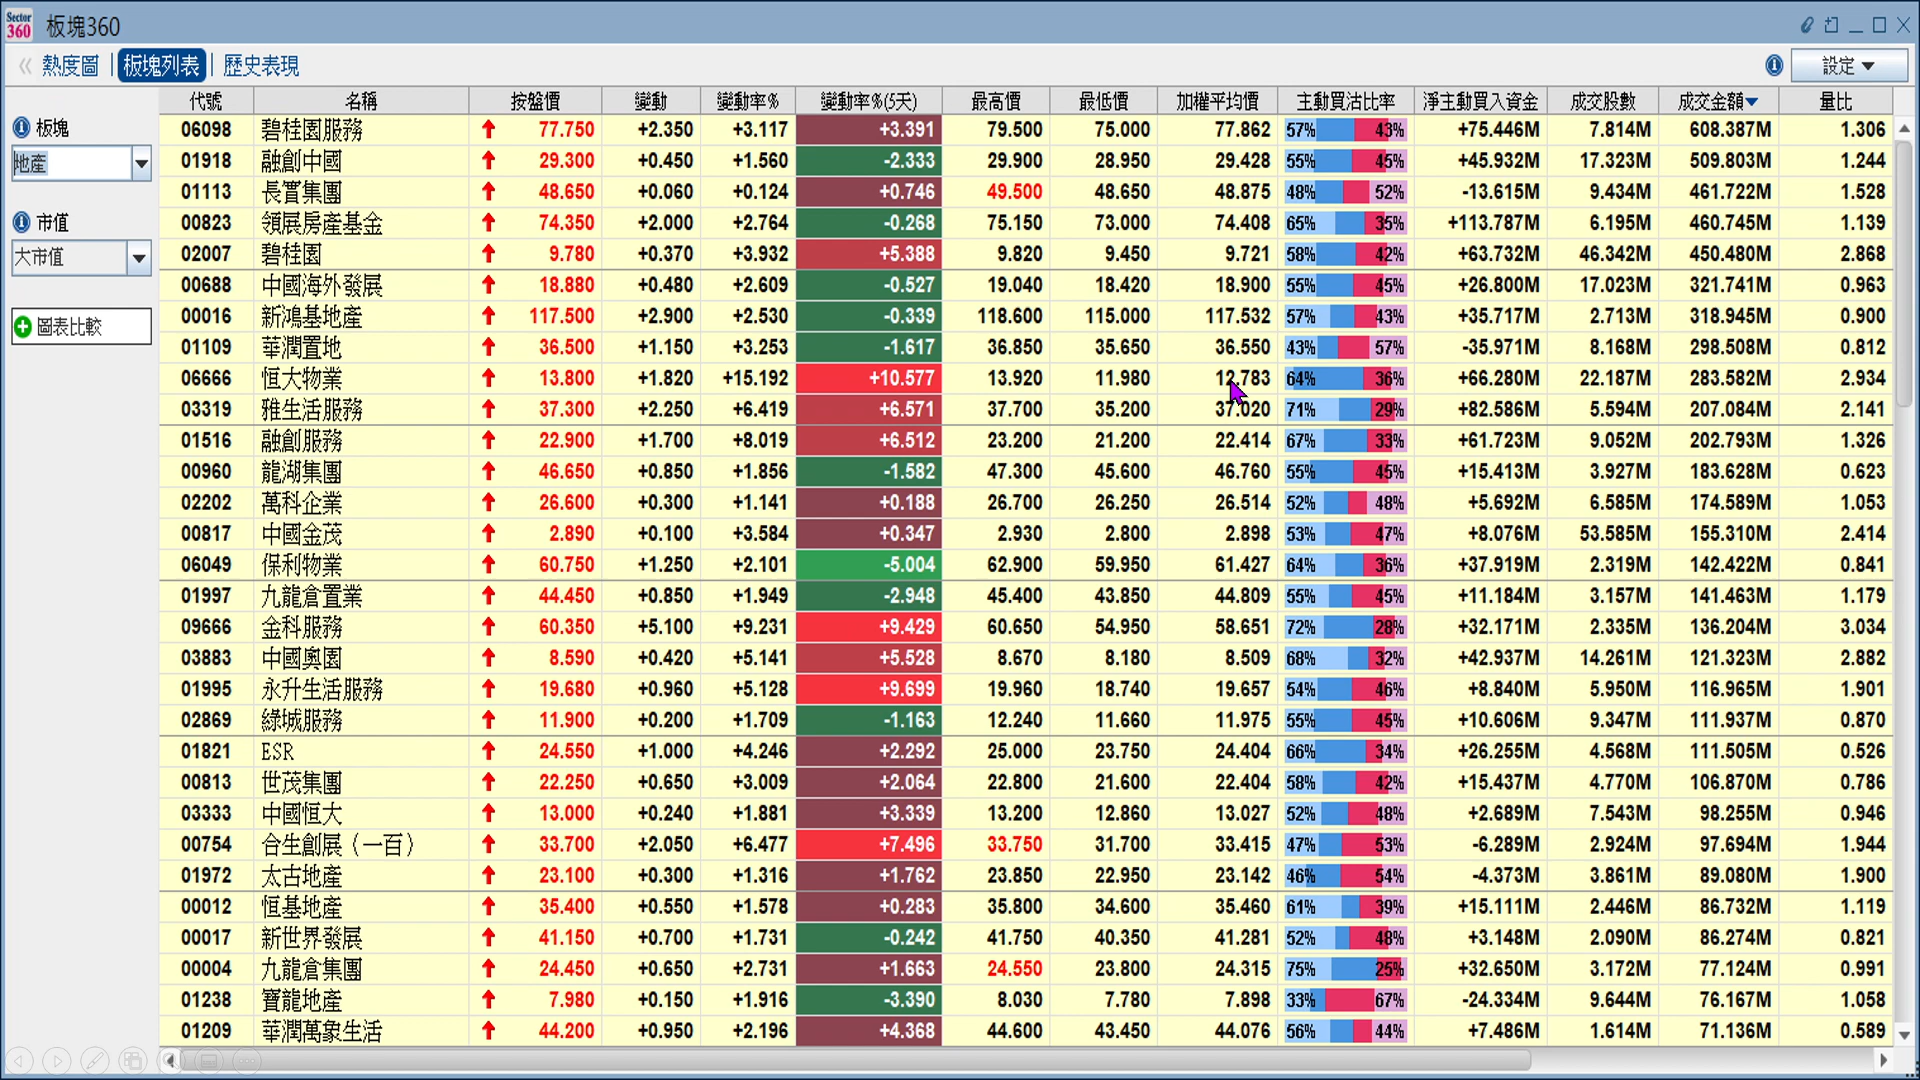 Sector 360 板塊360
熱度圖 板塊列表 歷史表現 設定
代號 名稱 按盤價 變動 變動率% 變動率%(5天) 最高價 最低價 加權平均價 主動買沽比率 淨主動買入資金 成交股數 成交金額 量比
板塊
地產
市值
大市值
圖表比較
06098 碧桂園服務 77.750 +2.350 +3.117 +3.391 79.500 75.000 77.862 57% 43% +75.446M 7.814M 608.387M 1.306
01918 融創中國 29.300 +0.450 +1.560 -2.333 29.900 28.950 29.428 55% 45% +45.932M 17.323M 509.803M 1.244
01113 長實集團 48.650 +0.060 +0.124 +0.746 49.500 48.650 48.875 48% 52% -13.615M 9.434M 461.722M 1.528
00823 領展房產基金 74.350 +2.000 +2.764 -0.268 75.150 73.000 74.408 65% 35% +113.787M 6.195M 460.745M 1.139
02007 碧桂園 9.780 +0.370 +3.932 +5.388 9.820 9.450 9.721 58% 42% +63.732M 46.342M 450.480M 2.868
00688 中國海外發展 18.880 +0.480 +2.609 -0.527 19.040 18.420 18.900 55% 45% +26.800M 17.023M 321.741M 0.963
00016 新鴻基地產 117.500 +2.900 +2.530 -0.339 118.600 115.000 117.532 57% 43% +35.717M 2.713M 318.945M 0.900
01109 華潤置地 36.500 +1.150 +3.253 -1.617 36.850 35.650 36.550 43% 57% -35.971M 8.168M 298.508M 0.812
06666 恒大物業 13.800 +1.820 +15.192 +10.577 13.920 11.980 12.783 64% 36% +66.280M 22.187M 283.582M 2.934
03319 雅生活服務 37.300 +2.250 +6.419 +6.571 37.700 35.200 37.020 71% 29% +82.586M 5.594M 207.084M 2.141
01516 融創服務 22.900 +1.700 +8.019 +6.512 23.200 21.200 22.414 67% 33% +61.723M 9.052M 202.793M 1.326
00960 龍湖集團 46.650 +0.850 +1.856 -1.582 47.300 45.600 46.760 55% 45% +15.413M 3.927M 183.628M 0.623
02202 萬科企業 26.600 +0.300 +1.141 +0.188 26.700 26.250 26.514 52% 48% +5.692M 6.585M 174.589M 1.053
00817 中國金茂 2.890 +0.100 +3.584 +0.347 2.930 2.800 2.898 53% 47% +8.076M 53.585M 155.310M 2.414
06049 保利物業 60.750 +1.250 +2.101 -5.004 62.900 59.950 61.427 64% 36% +37.919M 2.319M 142.422M 0.841
01997 九龍倉置業 44.450 +0.850 +1.949 -2.948 45.400 43.850 44.809 55% 45% +11.184M 3.157M 141.463M 1.179
09666 金科服務 60.350 +5.100 +9.231 +9.429 60.650 54.950 58.651 72% 28% +32.171M 2.335M 136.204M 3.034
03883 中國奧園 8.590 +0.420 +5.141 +5.528 8.670 8.180 8.509 68% 32% +42.937M 14.261M 121.323M 2.882
01995 永升生活服務 19.680 +0.960 +5.128 +9.699 19.960 18.740 19.657 54% 46% +8.840M 5.950M 116.965M 1.901
02869 綠城服務 11.900 +0.200 +1.709 -1.163 12.240 11.660 11.975 55% 45% +10.606M 9.347M 111.937M 0.870
01821 ESR 24.550 +1.000 +4.246 +2.292 25.000 23.750 24.404 66% 34% +26.255M 4.568M 111.505M 0.526
00813 世茂集團 22.250 +0.650 +3.009 +2.064 22.800 21.600 22.404 58% 42% +15.437M 4.770M 106.870M 0.786
03333 中國恒大 13.000 +0.240 +1.881 +3.339 13.200 12.860 13.027 52% 48% +2.689M 7.543M 98.255M 0.946
00754 合生創展（一百） 33.700 +2.050 +6.477 +7.496 33.750 31.700 33.415 47% 53% -6.289M 2.924M 97.694M 1.944
01972 太古地產 23.100 +0.300 +1.316 +1.762 23.850 22.950 23.142 46% 54% -4.373M 3.861M 89.080M 1.900
00012 恒基地產 35.400 +0.550 +1.578 +0.283 35.800 34.600 35.460 61% 39% +15.111M 2.446M 86.732M 1.119
00017 新世界發展 41.150 +0.700 +1.731 -0.242 41.750 40.350 41.281 52% 48% +3.148M 2.090M 86.274M 0.821
00004 九龍倉集團 24.450 +0.650 +2.731 +1.663 24.550 23.800 24.315 75% 25% +32.650M 3.172M 77.124M 0.991
01238 寶龍地產 7.980 +0.150 +1.916 -3.390 8.030 7.780 7.898 33% 67% -24.334M 9.644M 76.167M 1.058
01209 華潤萬象生活 44.200 +0.950 +2.196 +4.368 44.600 43.450 44.076 56% 44% +7.486M 1.614M 71.136M 0.589